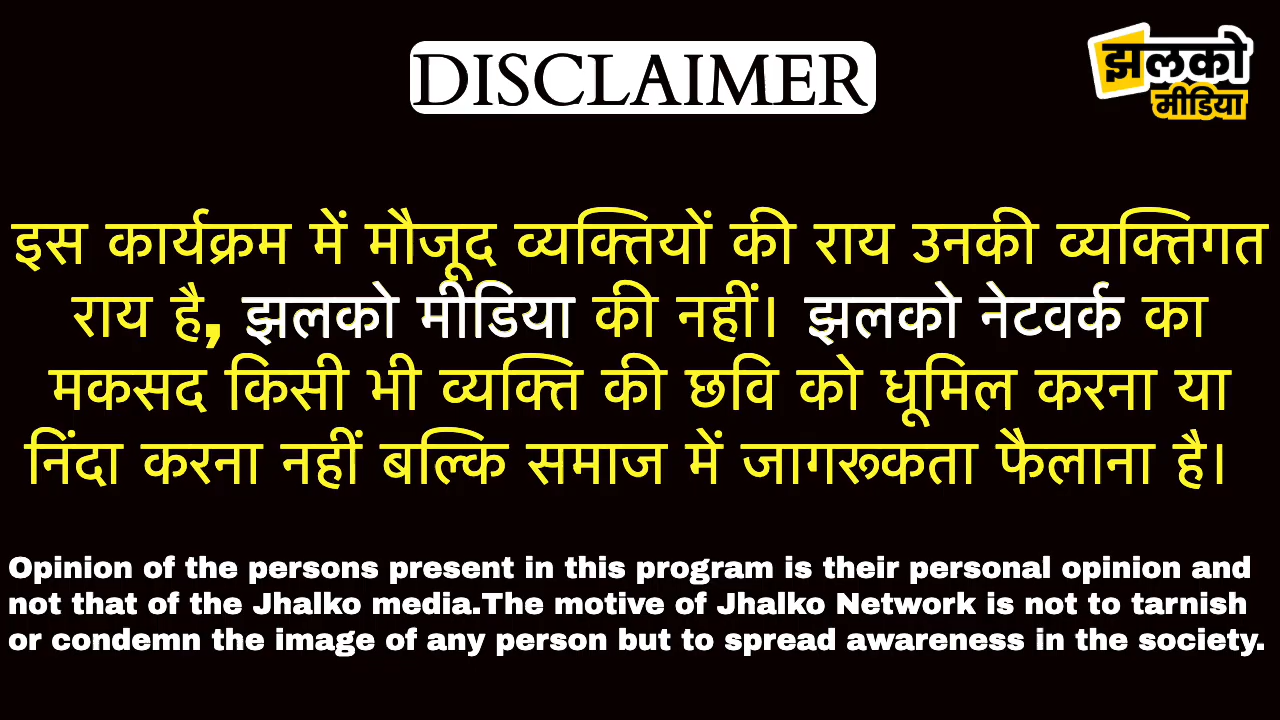 DISCLAIMER
झलको
मीडिया
इस कार्यक्रम में मौजूद व्यक्तियों की राय उनकी व्यक्तिगत
राय है, झलको मीडिया की नहीं। झलको नेटवर्क का
मकसद किसी भी व्यक्ति की छवि को धूमिल करना या
निंदा करना नहीं बल्कि समाज में जागरूकता फैलाना है।
Opinion of the persons present in this program is their personal opinion and
not that of the Jhalko media.The motive of Jhalko Network is not to tarnish
or condemn the image of any person but to spread awareness in the society.